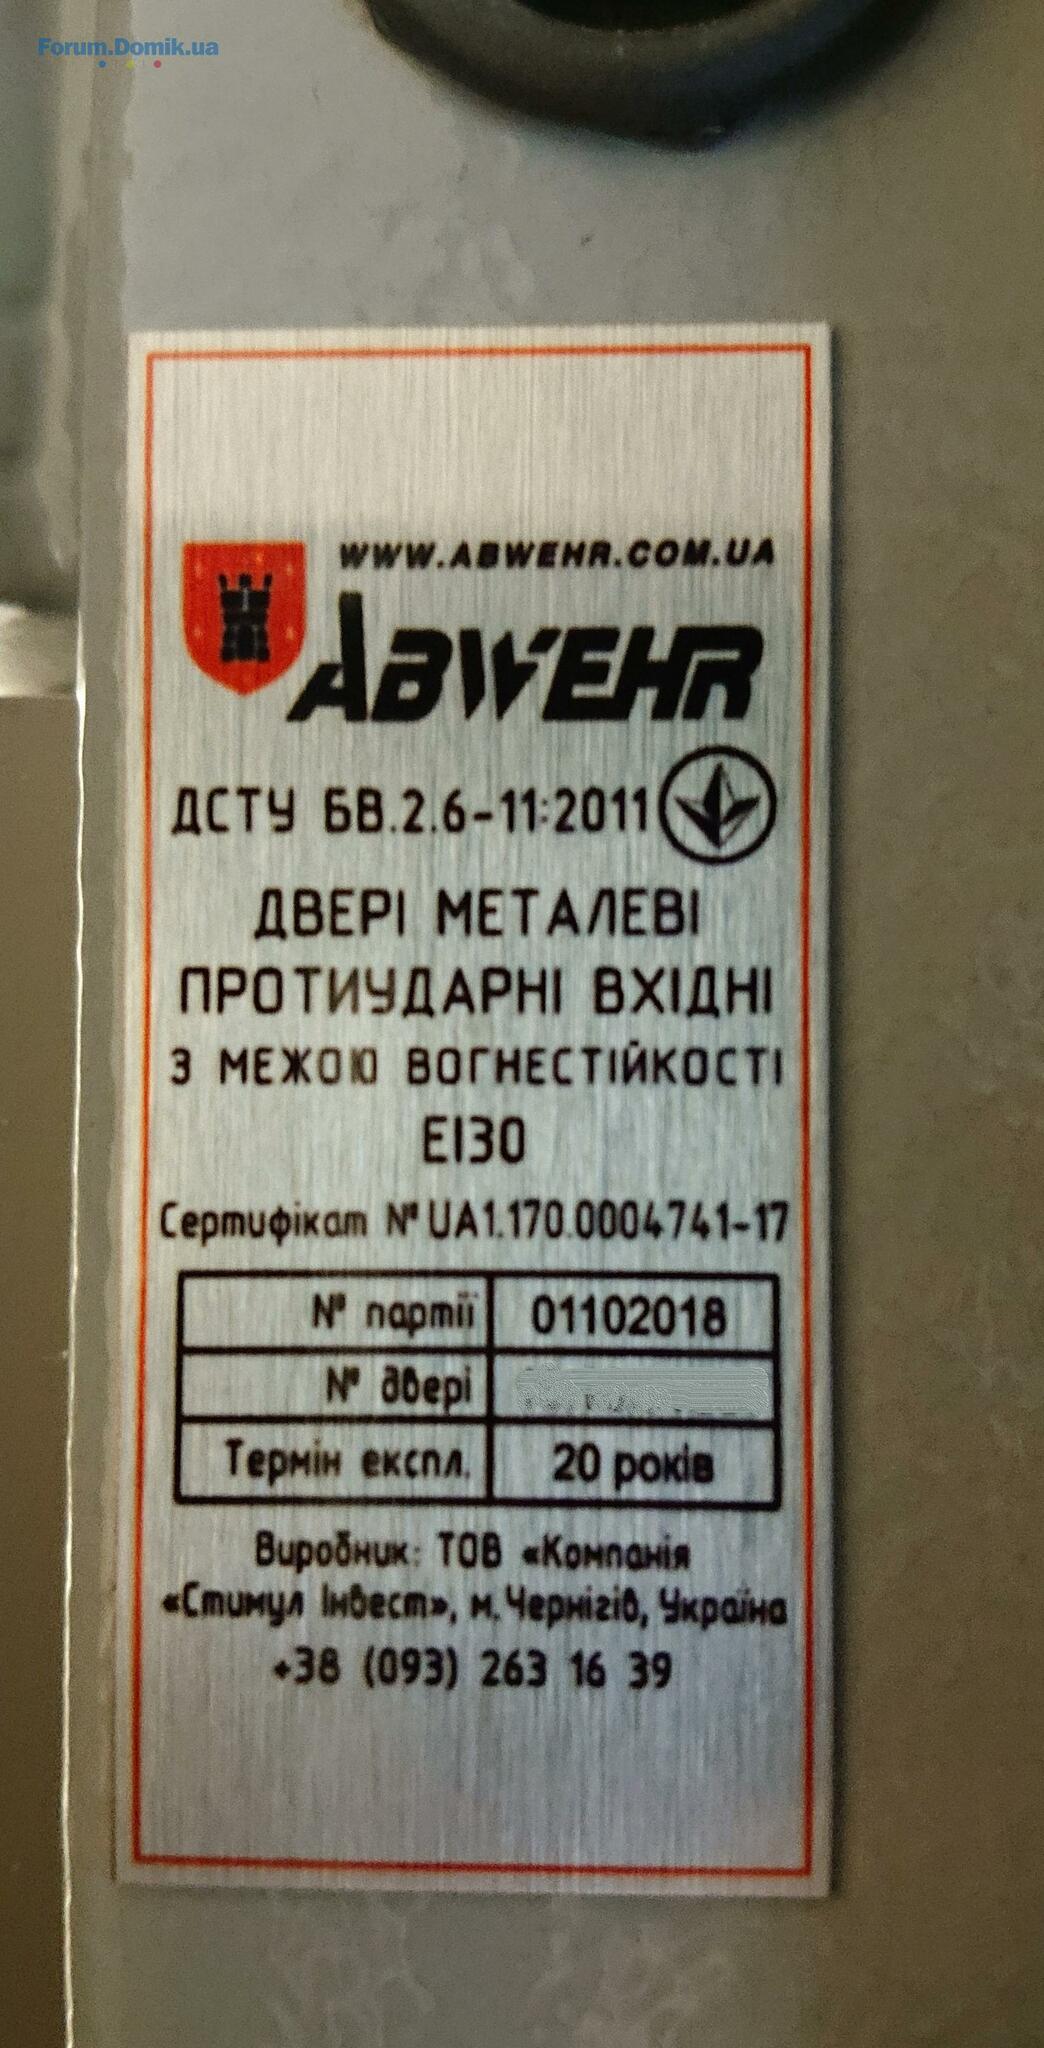 Forum.Domik.ua
WWW.ABWEHR.COM.UA
ABWEHR
ДСТУ БВ.2.6-11:2011
ДВЕРІ МЕТАЛЕВІ
ПРОТИУДАРНІ ВХІДНІ
З МЕЖОЮ ВОГНЕСТІЙКОСТІ
ЕІ30
Сертифікат № UA1.170.0004741-17
№ партії 01102018
№ двері
Термін експл. 20 років
Виробник: ТОВ «Компанія
«Стимул Інвест», м. Чернігів, Україна
+38 (093) 263 16 39